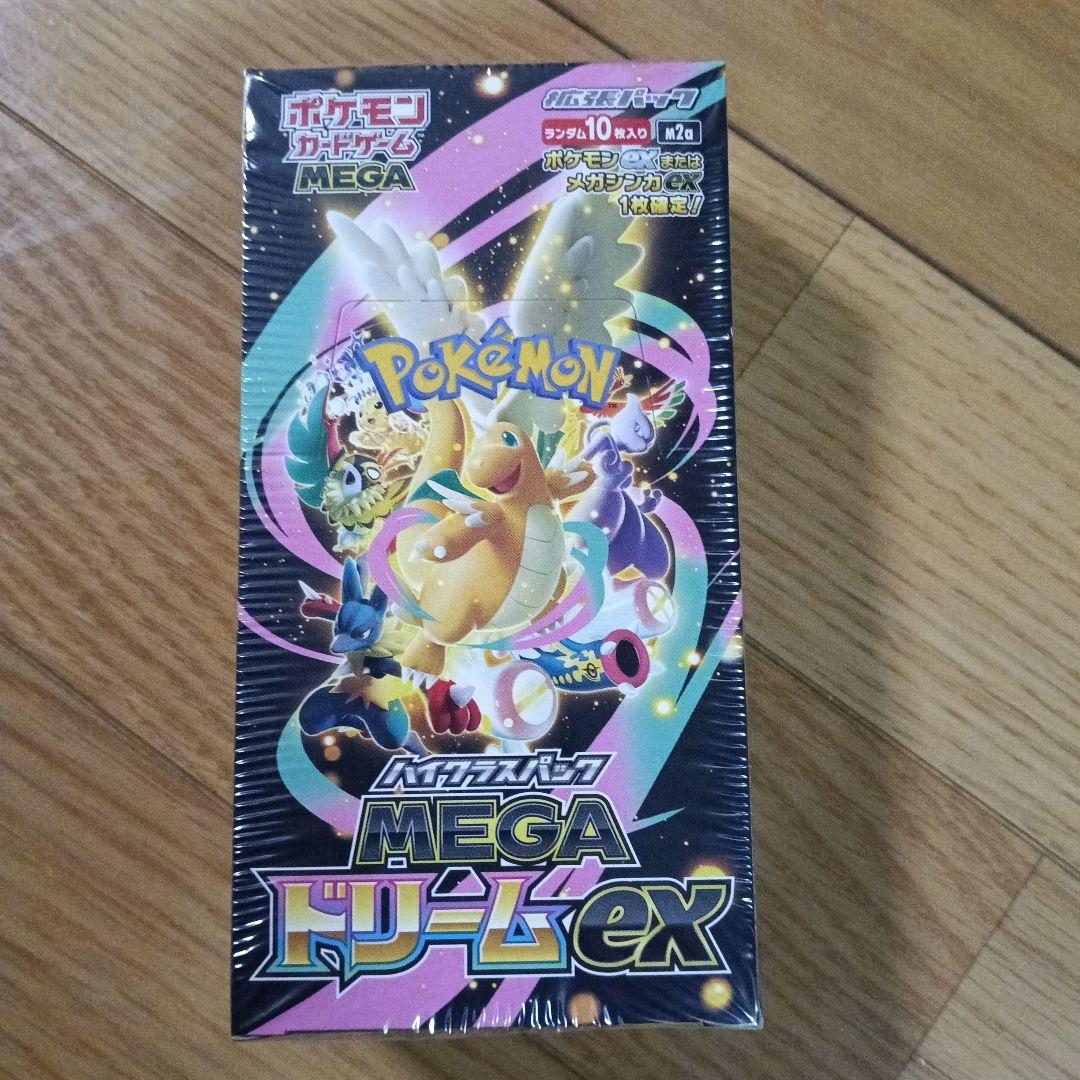 ポケモン
カードゲーム
MEGA
拡張パック
ランダム10枚入り M2a
ポケモンexまたは
メガシンカex
1枚確定!
POKÉMON
ハイクラスパック
MEGA
ドリームex